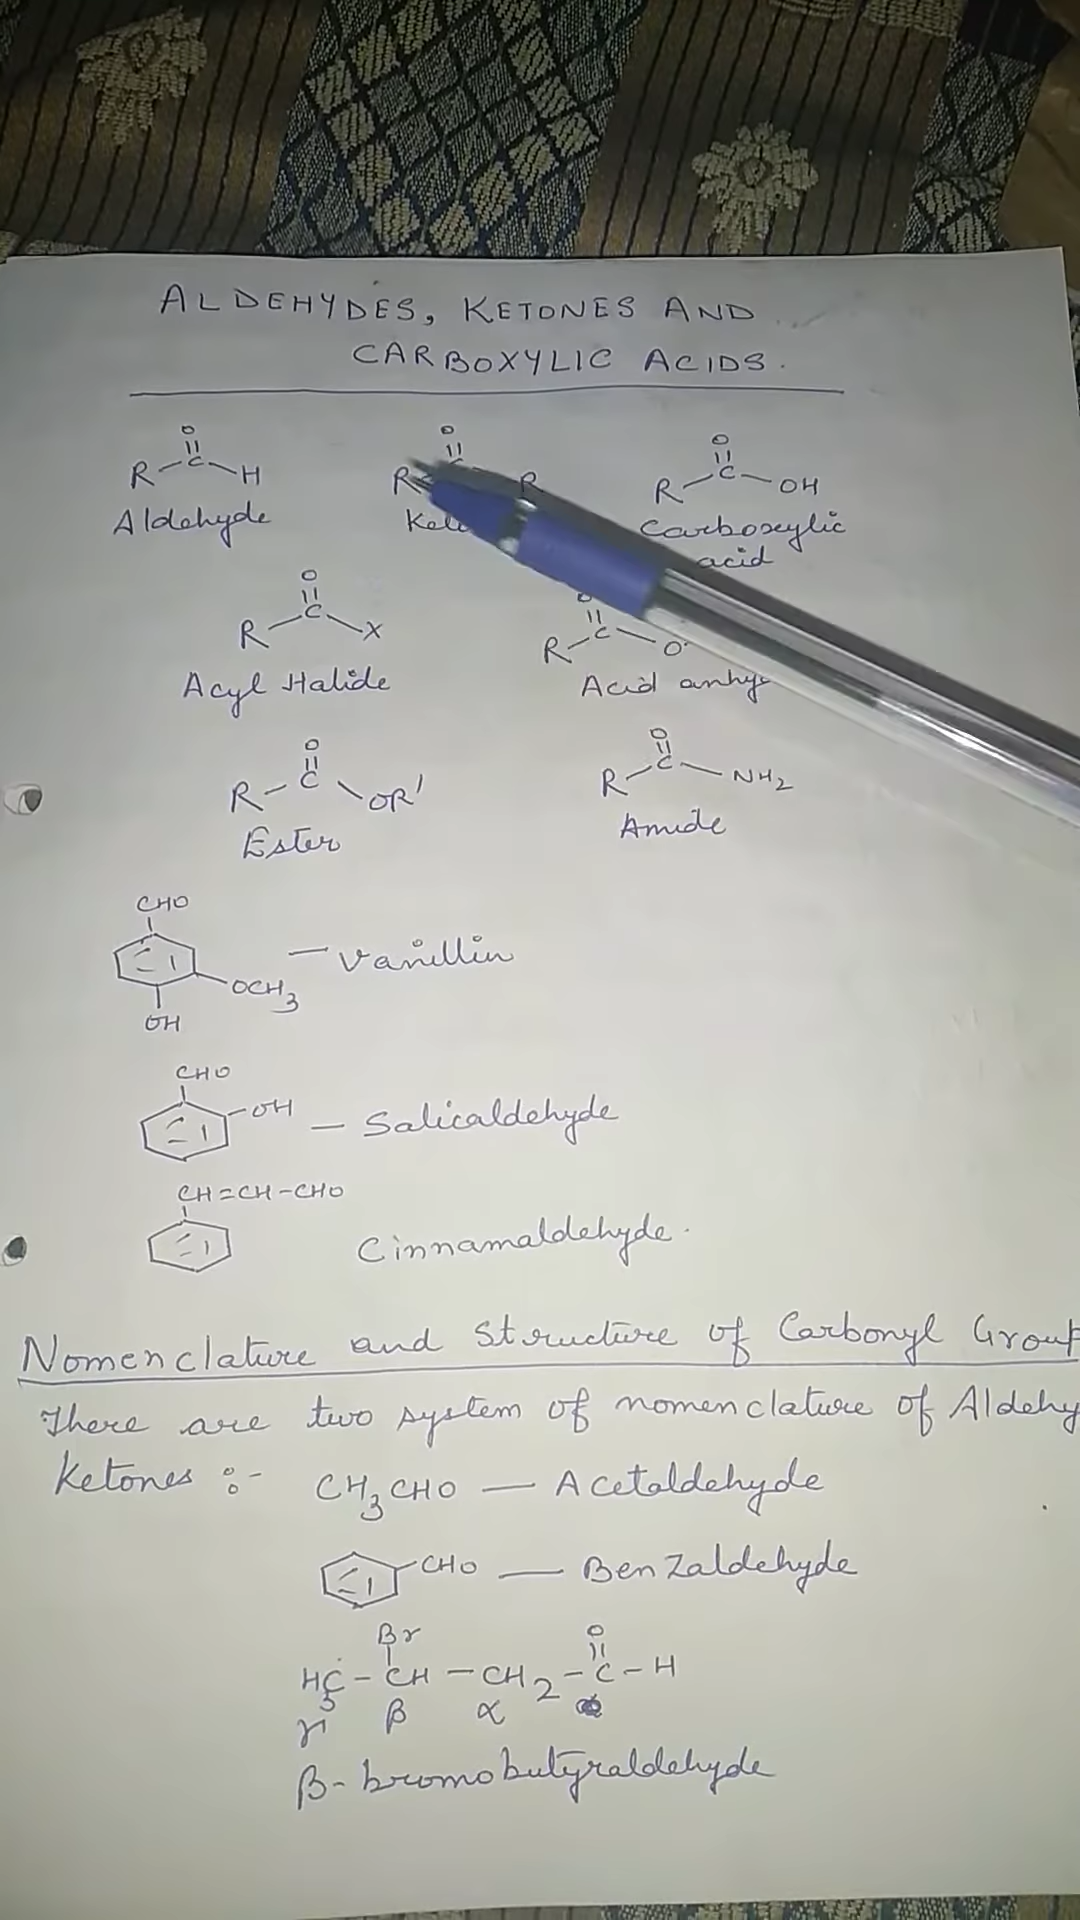 ALDEHYDES, KETONES AND
CARBOXYLIC ACIDS.
O O O
R-C-H R R R-C-OH
Aldehyde Carboxylic
acid
O O
R-C-X R-C-O
Acyl Halide Acid
O O
R-C-OR' R-C-NH2
Ester Amide
CHO
OCH3 — Vanillin
OH
CHO
OH — Salicaldehyde
CH=CH-CHO
Cinnamaldehyde.
Nomenclature and Structure of Carbonyl Group
There are two system of nomenclature of Aldehy
Ketones :- CH3CHO — Acetaldehyde
CHO — Benzaldehyde
Br O
H3C - CH - CH2 - C - H
γ β α
β- bromobutyraldehyde